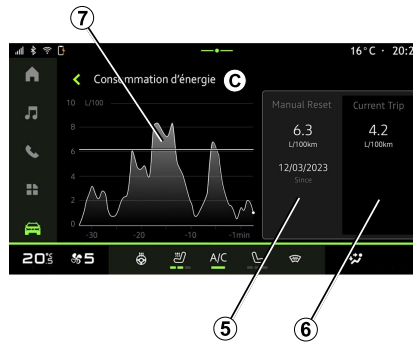 7
16°C · 20:2
Consommation d'énergie C
10 L/100
8
6
4
2
0
-30 -20 -10 -1min
Manual Reset
6.3
L/100km
12/03/2023
Since
Current Trip
4.2
L/100km
20°5 5 A/C
5 6